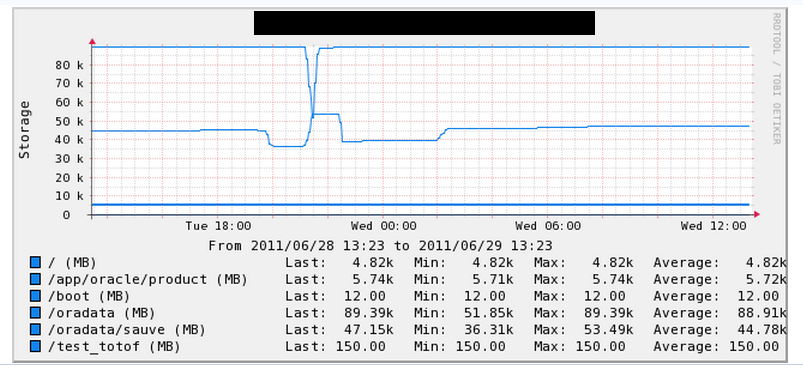 RRDTOOL / TOBI OETIKER
Storage
80 k
70 k
60 k
50 k
40 k
30 k
20 k
10 k
0
Tue 18:00 Wed 00:00 Wed 06:00 Wed 12:00
From 2011/06/28 13:23 to 2011/06/29 13:23
/ (MB) Last: 4.82k Min: 4.82k Max: 4.82k Average: 4.82k
/app/oracle/product (MB) Last: 5.74k Min: 5.71k Max: 5.74k Average: 5.72k
/boot (MB) Last: 12.00 Min: 12.00 Max: 12.00 Average: 12.00
/oradata (MB) Last: 89.39k Min: 51.85k Max: 89.39k Average: 88.91k
/oradata/sauve (MB) Last: 47.15k Min: 36.31k Max: 53.49k Average: 44.78k
/test_totof (MB) Last: 150.00 Min: 150.00 Max: 150.00 Average: 150.00